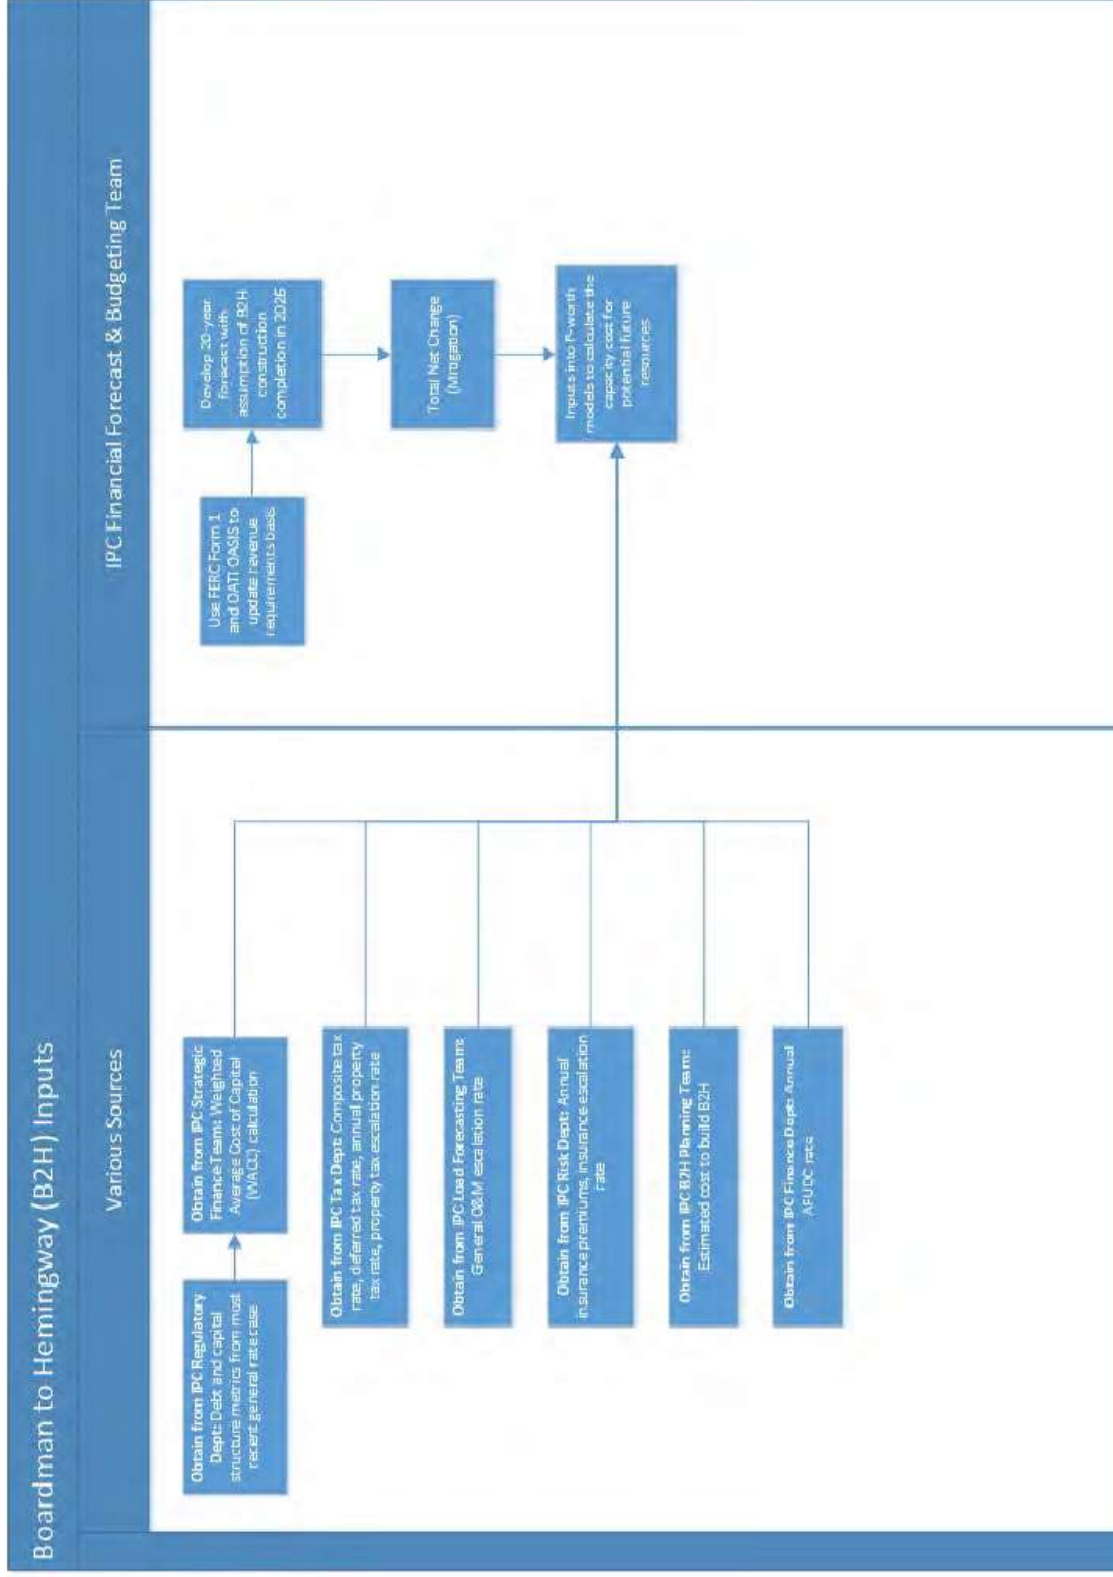 Boardman to Hemingway (B2H) Inputs
Various Sources
IPC Financial Forecast & Budgeting Team
Obtain from IPC Regulatory
Dept: Debt and capital
structure metrics from most
recent general rate case
Obtain from IPC Strategic
Finance Team: Weighted
Average Cost of Capital
(WACC) calculation
Obtain from IPC Tax Dept: Composite tax
rate, deferred tax rate, annual property
tax rate, property tax escalation rate
Obtain from IPC Load Forecasting Team:
General O&M escalation rate
Obtain from IPC Risk Dept: Annual
insurance premiums, insurance escalation
rate
Obtain from IPC B2H Planning Team:
Estimated cost to build B2H
Obtain from IPC Finance Dept: Annual
AFUDC rate
Use FERC Form 1
and OATI OASIS to
update revenue
requirements basis
Develop 20-year
forecast with
assumption of B2H
construction
completion in 2026
Total Net Change
(Mitigation)
Inputs into P-worth
models to calculate the
capacity cost for
potential future
resources